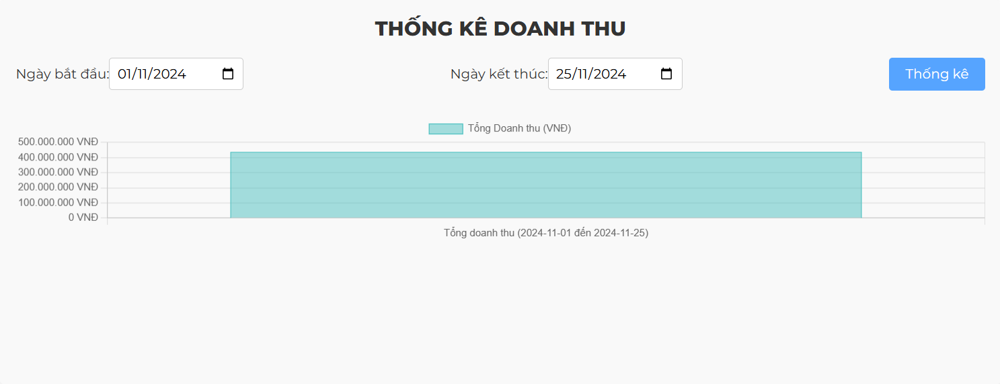 THỐNG KÊ DOANH THU
Ngày bắt đầu: 01/11/2024 Ngày kết thúc: 25/11/2024 Thống kê
Tổng Doanh thu (VNĐ)
500.000.000 VNĐ
400.000.000 VNĐ
300.000.000 VNĐ
200.000.000 VNĐ
100.000.000 VNĐ
0 VNĐ
Tổng doanh thu (2024-11-01 đến 2024-11-25)